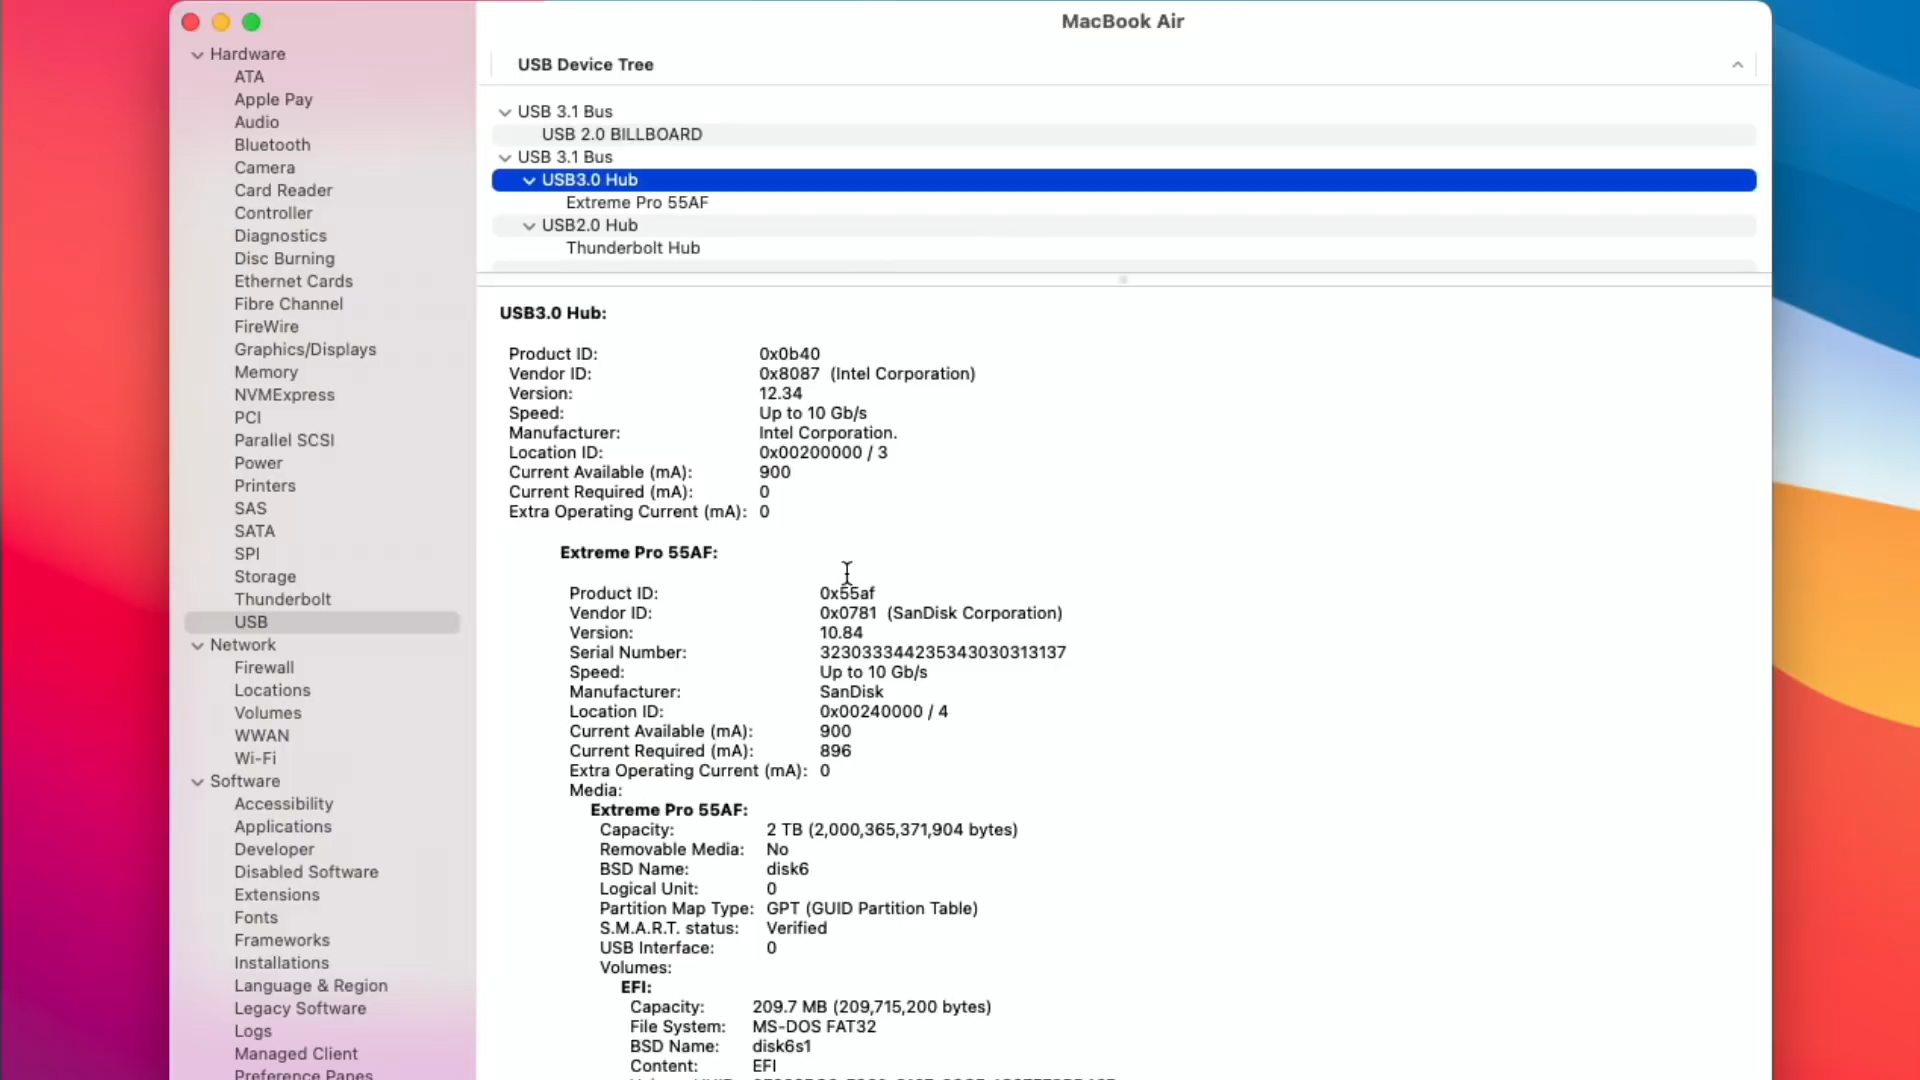 MacBook Air
Hardware
ATA
Apple Pay
Audio
Bluetooth
Camera
Card Reader
Controller
Diagnostics
Disc Burning
Ethernet Cards
Fibre Channel
FireWire
Graphics/Displays
Memory
NVMExpress
PCI
Parallel SCSI
Power
Printers
SAS
SATA
SPI
Storage
Thunderbolt
USB
Network
Firewall
Locations
Volumes
WWAN
Wi-Fi
Software
Accessibility
Applications
Developer
Disabled Software
Extensions
Fonts
Frameworks
Installations
Language & Region
Legacy Software
Logs
Managed Client
Preference Panes
USB Device Tree
USB 3.1 Bus
USB 2.0 BILLBOARD
USB 3.1 Bus
USB3.0 Hub
Extreme Pro 55AF
USB2.0 Hub
Thunderbolt Hub
USB3.0 Hub:
Product ID: 0x0b40
Vendor ID: 0x8087 (Intel Corporation)
Version: 12.34
Speed: Up to 10 Gb/s
Manufacturer: Intel Corporation.
Location ID: 0x00200000 / 3
Current Available (mA): 900
Current Required (mA): 0
Extra Operating Current (mA): 0
Extreme Pro 55AF:
Product ID: 0x55af
Vendor ID: 0x0781 (SanDisk Corporation)
Version: 10.84
Serial Number: 323033344235343030313137
Speed: Up to 10 Gb/s
Manufacturer: SanDisk
Location ID: 0x00240000 / 4
Current Available (mA): 900
Current Required (mA): 896
Extra Operating Current (mA): 0
Media:
Extreme Pro 55AF:
Capacity: 2 TB (2,000,365,371,904 bytes)
Removable Media: No
BSD Name: disk6
Logical Unit: 0
Partition Map Type: GPT (GUID Partition Table)
S.M.A.R.T. status: Verified
USB Interface: 0
Volumes:
EFI:
Capacity: 209.7 MB (209,715,200 bytes)
File System: MS-DOS FAT32
BSD Name: disk6s1
Content: EFI